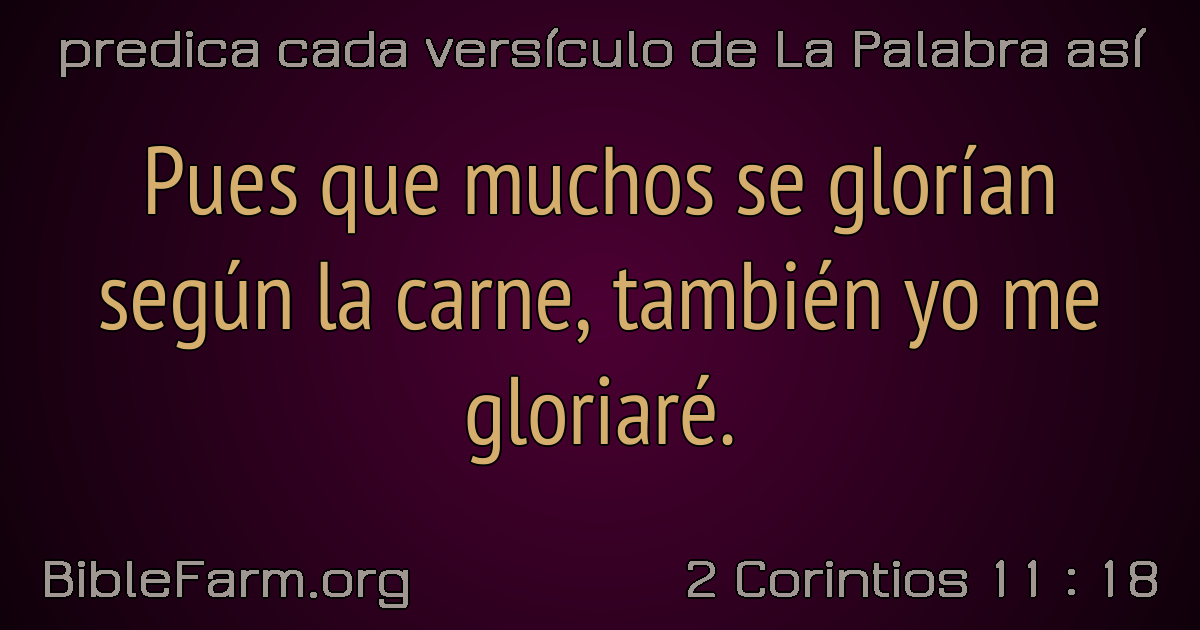 predica cada versículo de La Palabra así
Pues que muchos se glorían
según la carne, también yo me
gloriaré.
BibleFarm.org
2 Corintios 11 : 18